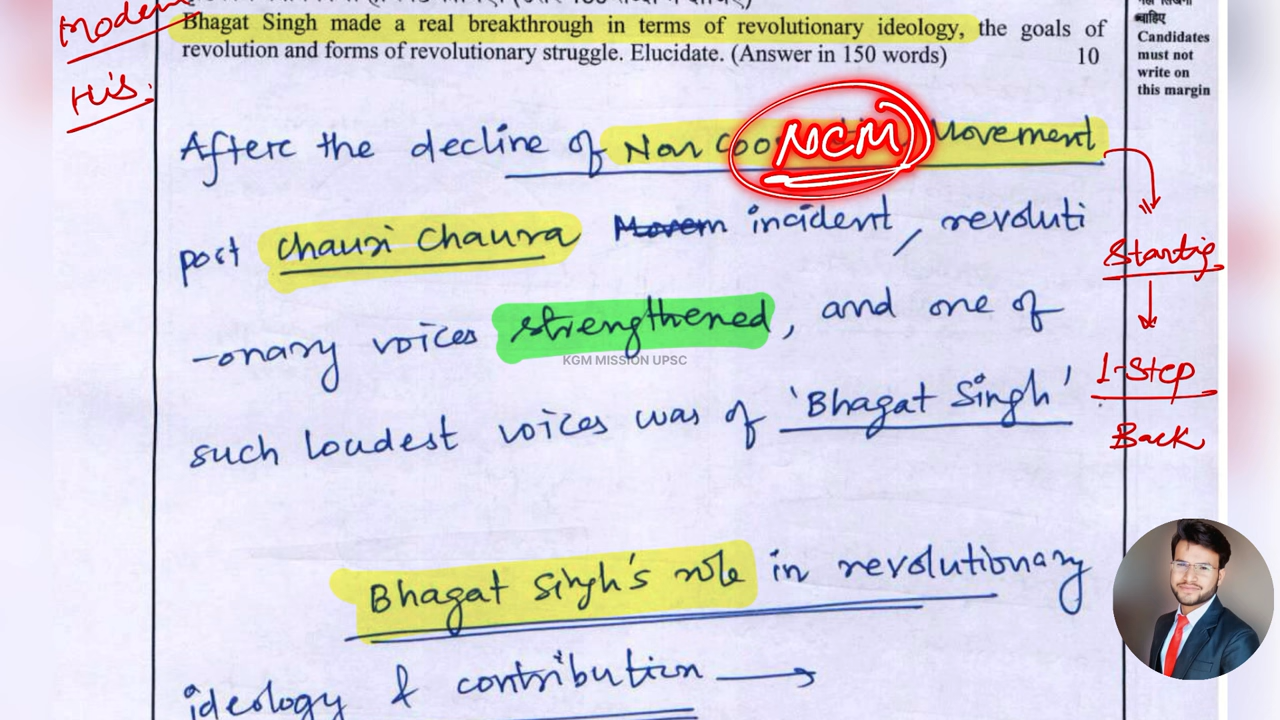 Modern
His.
Bhagat Singh made a real breakthrough in terms of revolutionary ideology, the goals of
revolution and forms of revolutionary struggle. Elucidate. (Answer in 150 words) 10
चाहिए
Candidates
must not
write on
this margin
After the decline of Non Coo NCM Movement
post Chauri Chaura Movem incident, revoluti
-onary voices strengthened, and one of
KGM MISSION UPSC
such loudest voices was of 'Bhagat Singh'
Startig
1-Step
Back
Bhagat Singh's role in revolutionary
ideology & contribution